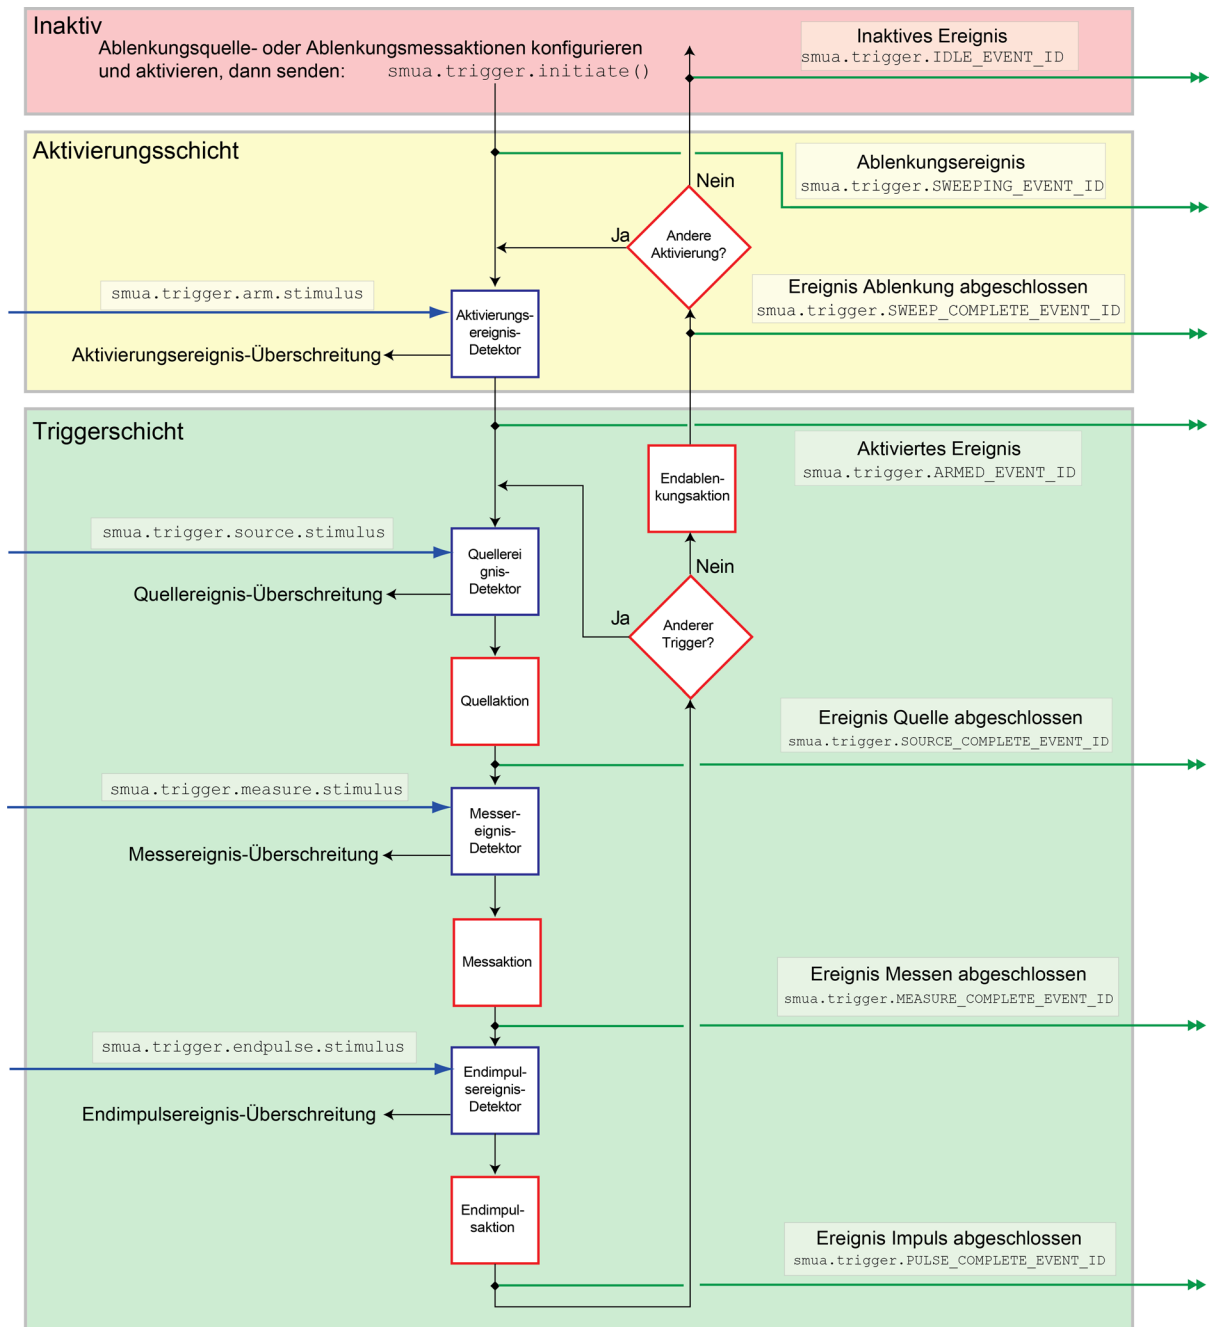 Inaktiv
Ablenkungsquelle- oder Ablenkungsmessaktionen konfigurieren
und aktivieren, dann senden: smua.trigger.initiate()
Inaktives Ereignis
smua.trigger.IDLE_EVENT_ID
Aktivierungsschicht
Ablenkungsereignis
smua.trigger.SWEEPING_EVENT_ID
Nein
Andere
Aktivierung?
Ja
Ereignis Ablenkung abgeschlossen
smua.trigger.SWEEP_COMPLETE_EVENT_ID
smua.trigger.arm.stimulus
Aktivierungs-
ereignis-
Detektor
Aktivierungsereignis-Überschreitung
Triggerschicht
Aktiviertes Ereignis
smua.trigger.ARMED_EVENT_ID
Endablen-
kungsaktion
smua.trigger.source.stimulus
Quellerei
gnis-
Detektor
Quellereignis-Überschreitung
Nein
Ja
Anderer
Trigger?
Quellaktion
Ereignis Quelle abgeschlossen
smua.trigger.SOURCE_COMPLETE_EVENT_ID
smua.trigger.measure.stimulus
Messer-
eignis-
Detektor
Messereignis-Überschreitung
Messaktion
Ereignis Messen abgeschlossen
smua.trigger.MEASURE_COMPLETE_EVENT_ID
smua.trigger.endpulse.stimulus
Endimpul-
sereignis-
Detektor
Endimpulsereignis-Überschreitung
Endimpul-
saktion
Ereignis Impuls abgeschlossen
smua.trigger.PULSE_COMPLETE_EVENT_ID